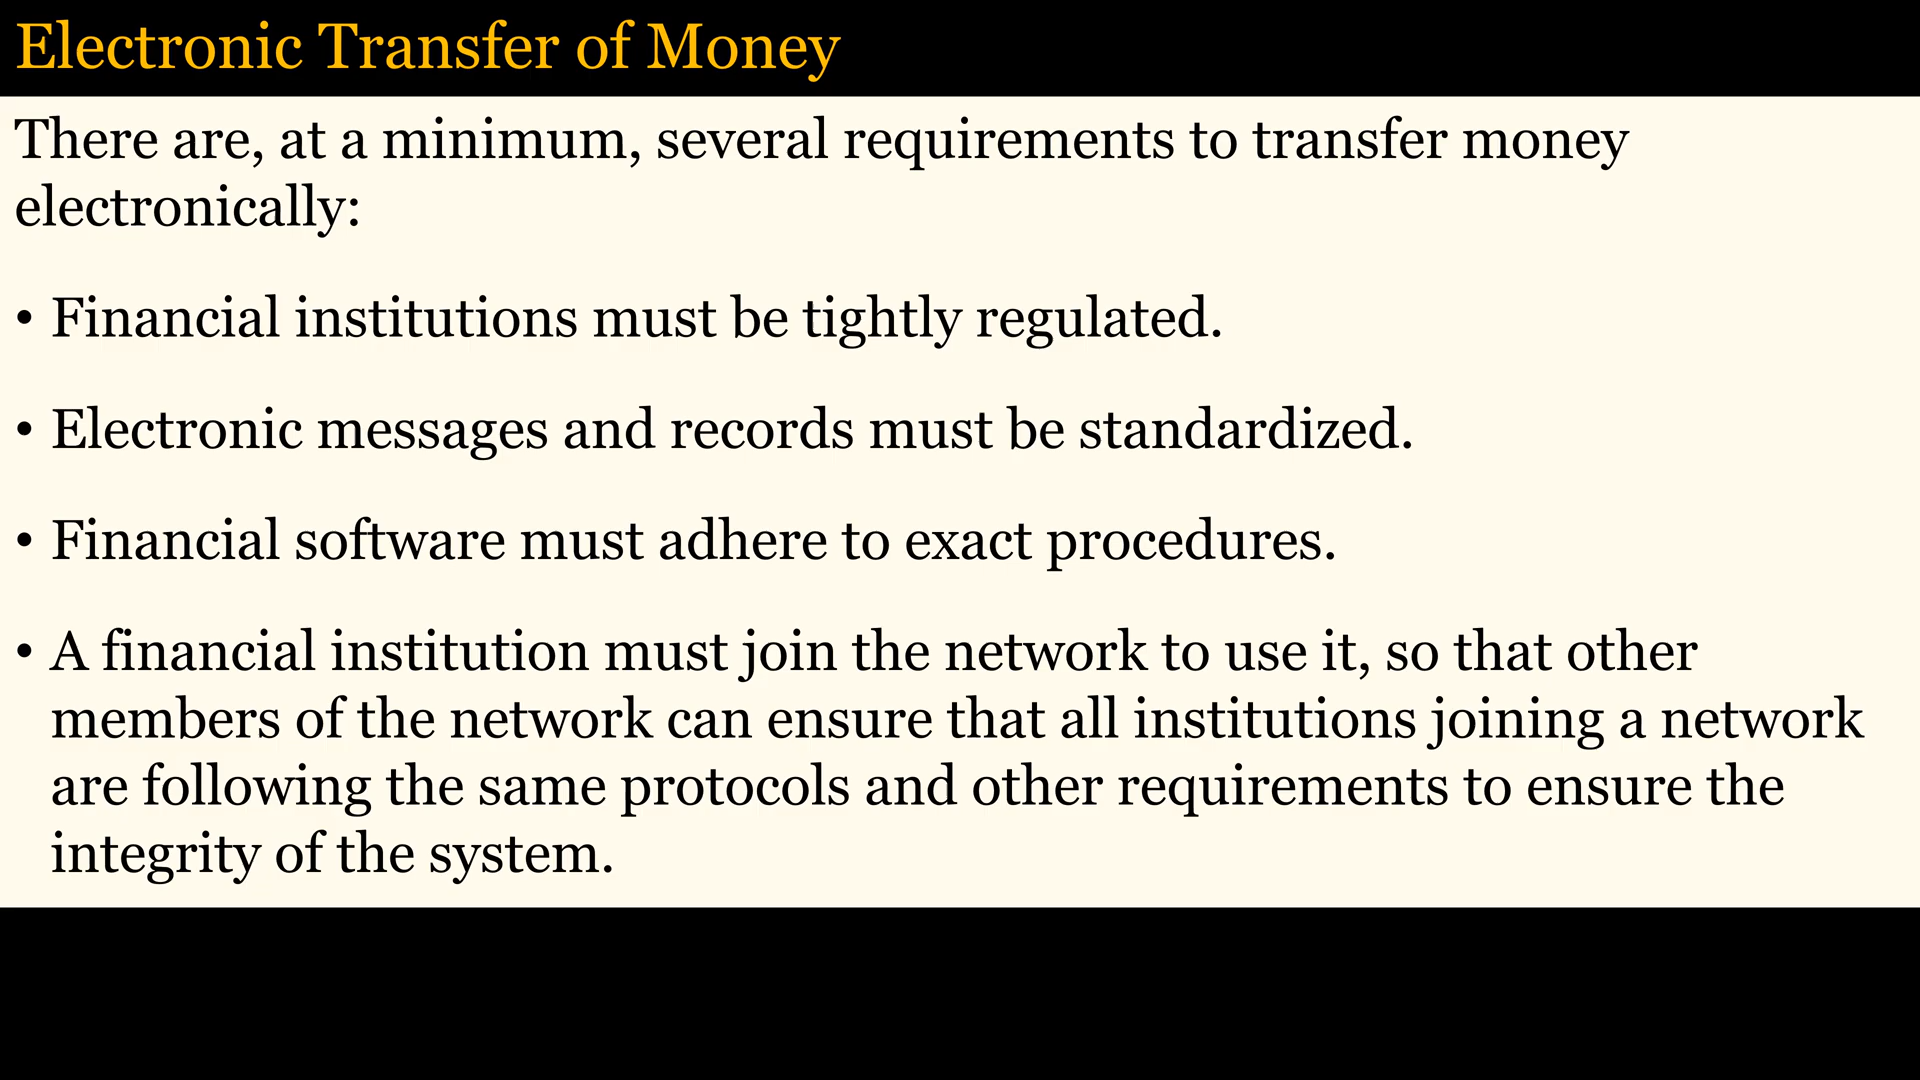 Electronic Transfer of Money
There are, at a minimum, several requirements to transfer money
electronically:
• Financial institutions must be tightly regulated.
• Electronic messages and records must be standardized.
• Financial software must adhere to exact procedures.
• A financial institution must join the network to use it, so that other
members of the network can ensure that all institutions joining a network
are following the same protocols and other requirements to ensure the
integrity of the system.